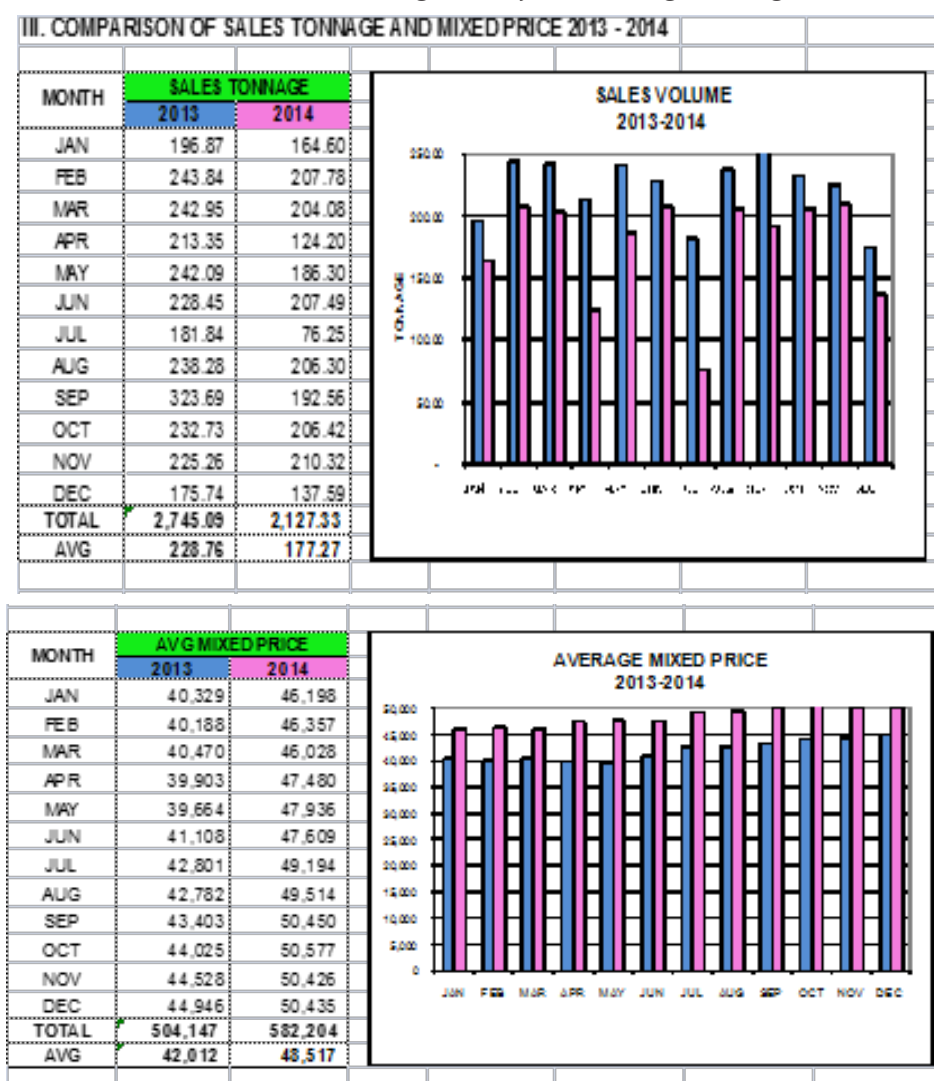 III. COMPARISON OF SALES TONNAGE AND MIXED PRICE 2013 - 2014
MONTH SALES TONNAGE
2013 2014
JAN 196.87 164.60
FEB 243.84 207.78
MAR 242.95 204.08
APR 213.35 124.20
MAY 242.09 186.30
JUN 228.45 207.49
JUL 181.84 76.25
AUG 238.28 206.30
SEP 323.69 192.56
OCT 232.73 206.42
NOV 225.26 210.32
DEC 175.74 137.59
TOTAL 2,745.09 2,127.33
AVG 228.76 177.27
SALES VOLUME
2013-2014
250.00
200.00
150.00
100.00
50.00
-
TONNAGE
JAN
MONTH AVG MIXED PRICE
2013 2014
JAN 40,329 46,198
FEB 40,188 46,357
MAR 40,470 46,028
APR 39,903 47,480
MAY 39,664 47,936
JUN 41,108 47,609
JUL 42,801 49,194
AUG 42,782 49,514
SEP 43,403 50,450
OCT 44,025 50,577
NOV 44,528 50,426
DEC 44,946 50,435
TOTAL 504,147 582,204
AVG 42,012 48,517
AVERAGE MIXED PRICE
2013-2014
50,000
45,000
40,000
35,000
30,000
25,000
20,000
15,000
10,000
5,000
0
JAN FEB MAR APR MAY JUN JUL AUG SEP OCT NOV DEC